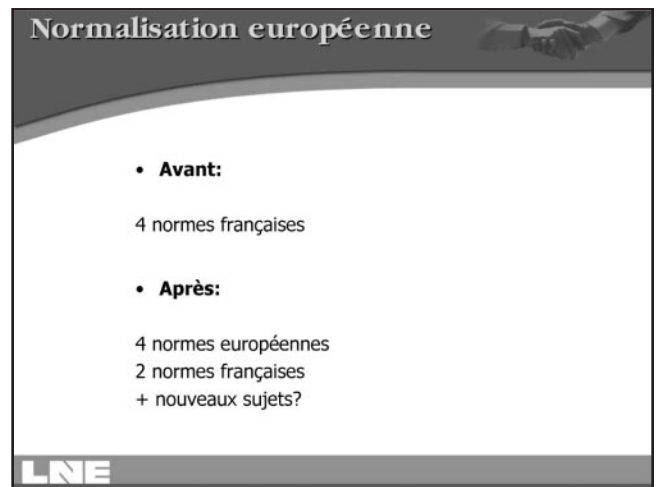 Normalisation européenne
• Avant:
4 normes françaises
• Après:
4 normes européennes
2 normes françaises
+ nouveaux sujets?
LNE